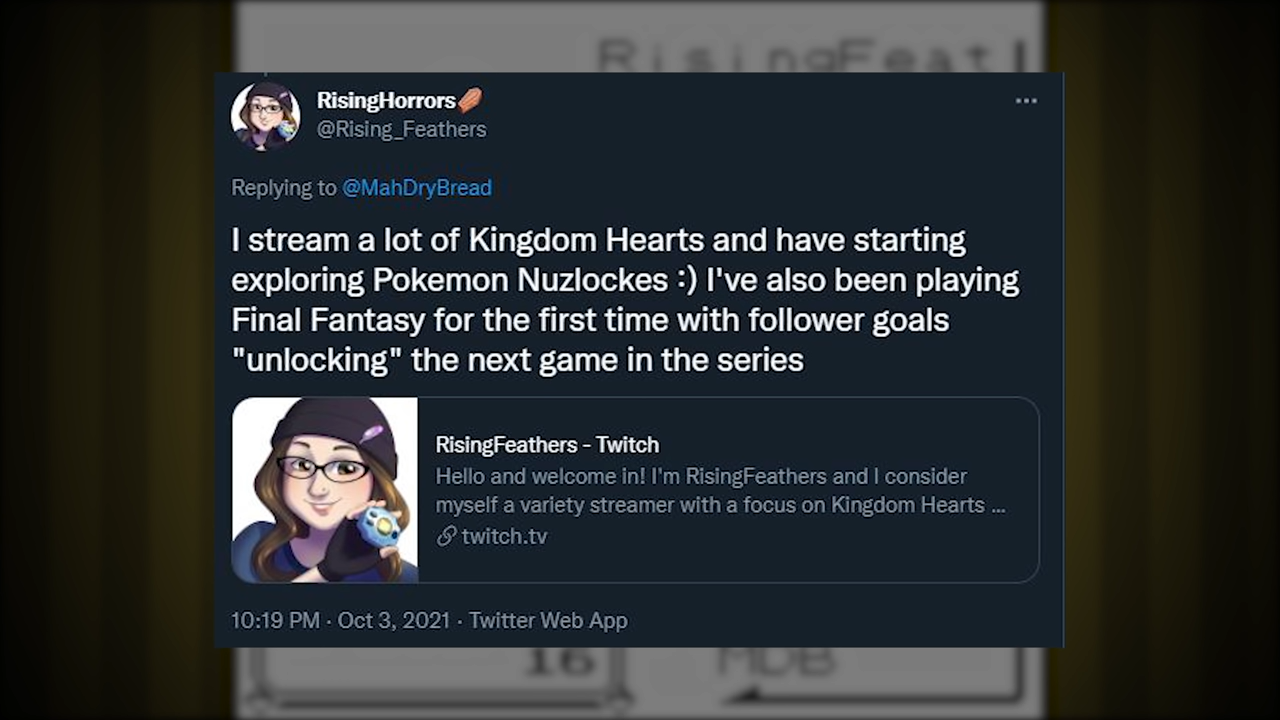 RisingFeat
RisingHorrors
@Rising_Feathers
Replying to @MahDryBread
I stream a lot of Kingdom Hearts and have starting
exploring Pokemon Nuzlockes :) I've also been playing
Final Fantasy for the first time with follower goals
"unlocking" the next game in the series
RisingFeathers - Twitch
Hello and welcome in! I'm RisingFeathers and I consider
myself a variety streamer with a focus on Kingdom Hearts ...
twitch.tv
10:19 PM · Oct 3, 2021 · Twitter Web App
16 MDB